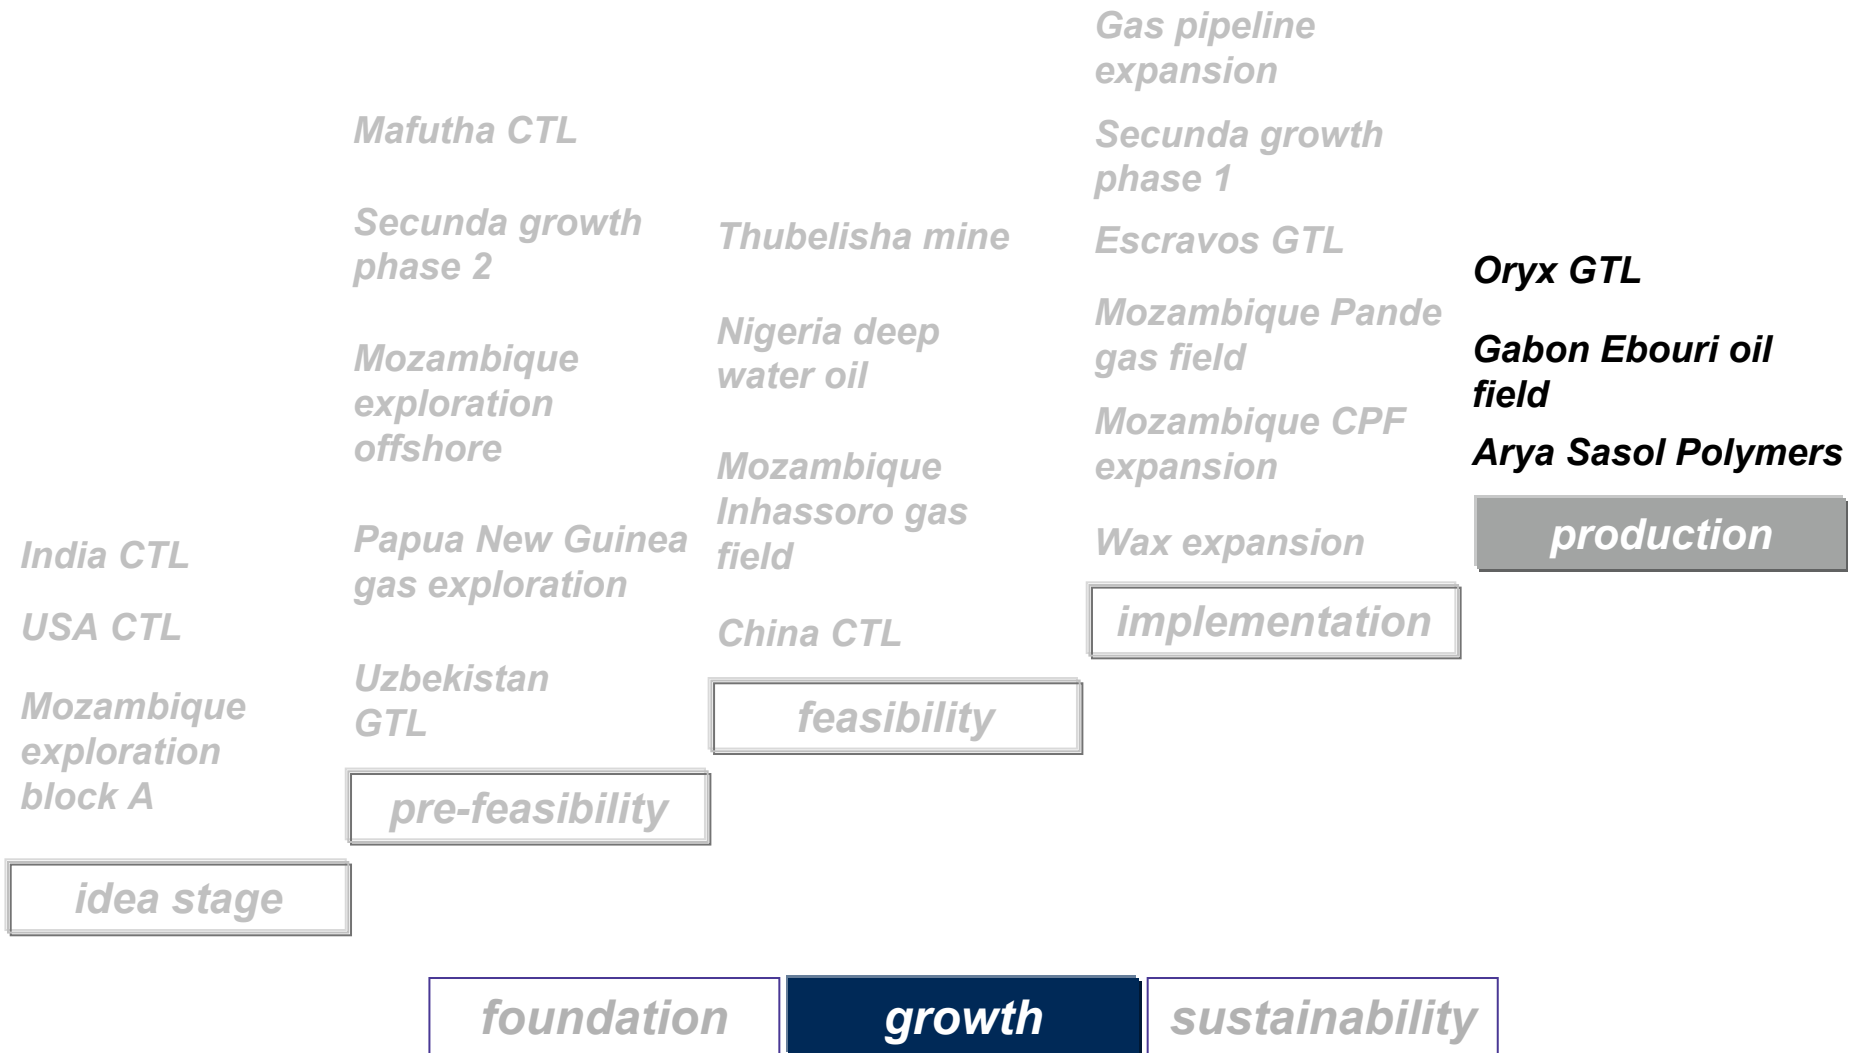 India CTL
USA CTL
Mozambique
exploration
block A
idea stage
Mafutha CTL
Secunda growth
phase 2
Mozambique
exploration
offshore
Papua New Guinea
gas exploration
Uzbekistan
GTL
pre-feasibility
Thubelisha mine
Nigeria deep
water oil
Mozambique
Inhassoro gas
field
China CTL
feasibility
Gas pipeline
expansion
Secunda growth
phase 1
Escravos GTL
Mozambique Pande
gas field
Mozambique CPF
expansion
Wax expansion
implementation
Oryx GTL
Gabon Ebouri oil
field
Arya Sasol Polymers
production
foundation
growth
sustainability